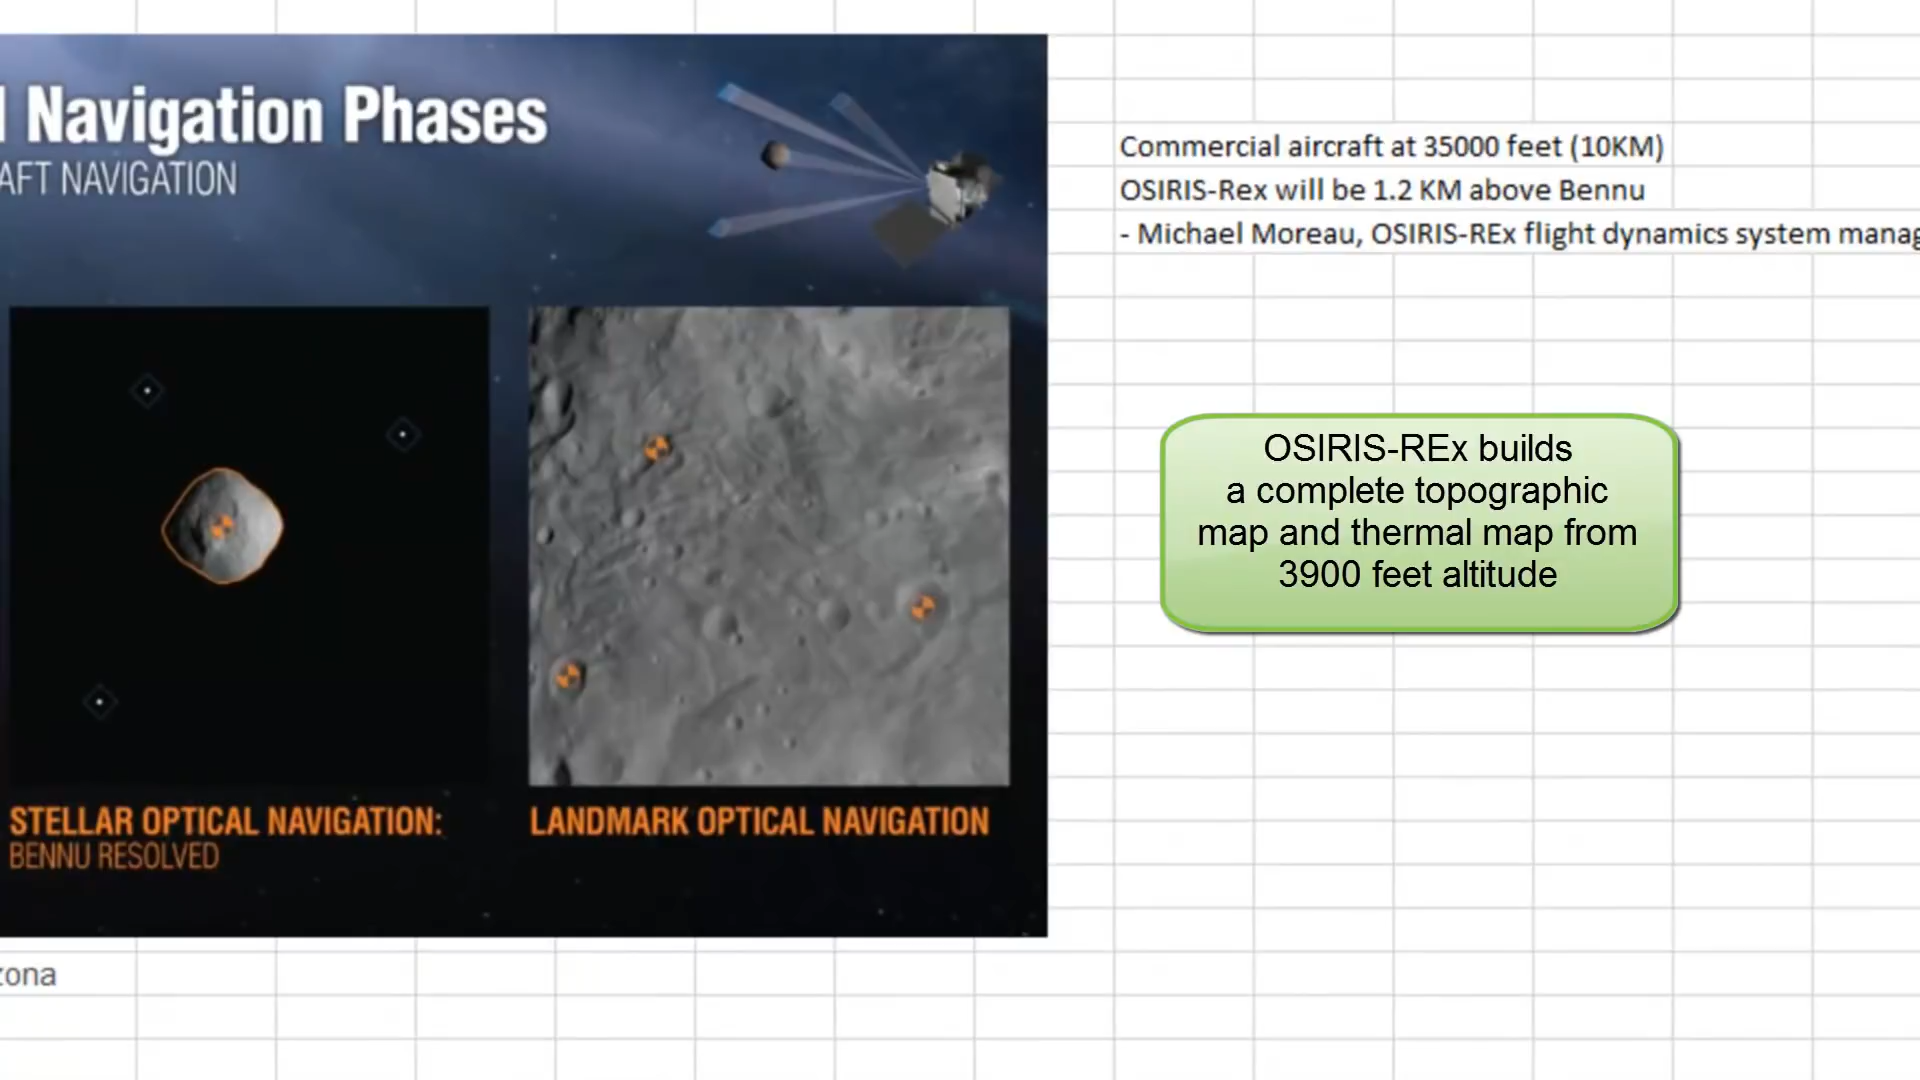 Navigation Phases
AFT NAVIGATION
Commercial aircraft at 35000 feet (10KM)
OSIRIS-Rex will be 1.2 KM above Bennu
- Michael Moreau, OSIRIS-REx flight dynamics system manag
OSIRIS-REx builds
a complete topographic
map and thermal map from
3900 feet altitude
STELLAR OPTICAL NAVIGATION:
BENNU RESOLVED
LANDMARK OPTICAL NAVIGATION
zona